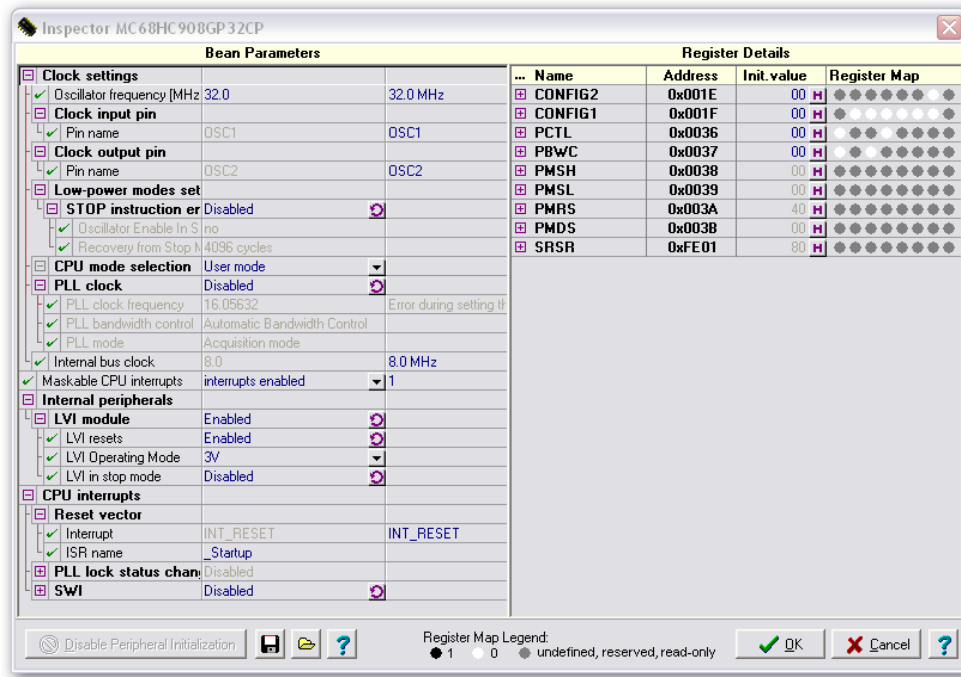 Inspector MC68HC908GP32CP
Bean Parameters
Clock settings
Oscillator frequency [MHz 32.0 32.0 MHz
Clock input pin
Pin name OSC1 OSC1
Clock output pin
Pin name OSC2 OSC2
Low-power modes set
STOP instruction er Disabled
Oscillator Enable In S no
Recovery from Stop M 4096 cycles
CPU mode selection User mode
PLL clock Disabled
PLL clock frequency 16.05632 Error during setting th
PLL bandwidth control Automatic Bandwidth Control
PLL mode Acquisition mode
Internal bus clock 8.0 8.0 MHz
Maskable CPU interrupts interrupts enabled 1
Internal peripherals
LVI module Enabled
LVI resets Enabled
LVI Operating Mode 3V
LVI in stop mode Disabled
CPU interrupts
Reset vector
Interrupt INT_RESET INT_RESET
ISR name _Startup
PLL lock status chan Disabled
SWI Disabled
Register Details
... Name Address Init.value Register Map
CONFIG2 0x001E 00 H
CONFIG1 0x001F 00 H
PCTL 0x0036 00 H
PBWC 0x0037 00 H
PMSH 0x0038 00 H
PMSL 0x0039 00 H
PMRS 0x003A 40 H
PMDS 0x003B 00 H
SRSR 0xFE01 80 H
Disable Peripheral Initialization ?
Register Map Legend:
1 0 undefined, reserved, read-only
OK Cancel ?